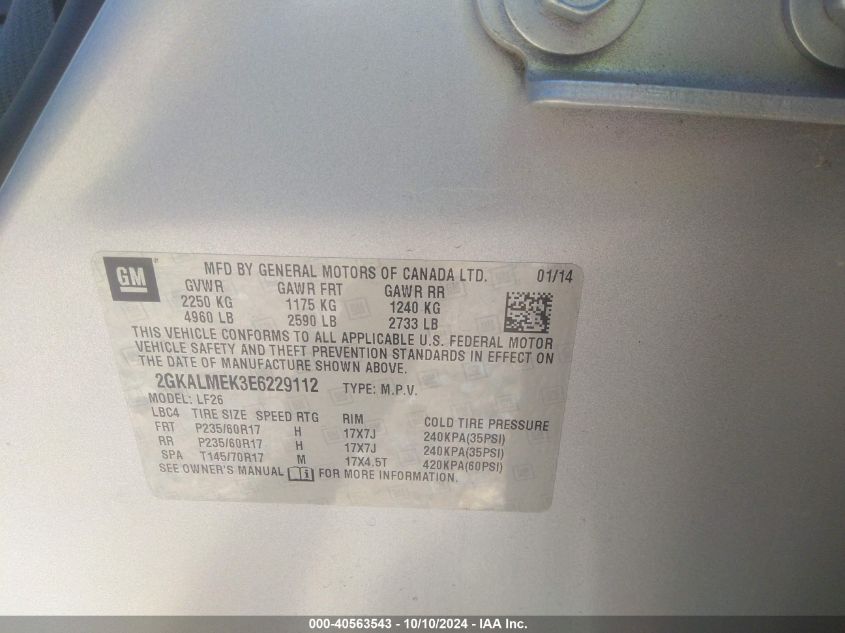 GM MFD BY GENERAL MOTORS OF CANADA LTD. 01/14
GVWR GAWR FRT GAWR RR
2250 KG 1175 KG 1240 KG
4960 LB 2590 LB 2733 LB
THIS VEHICLE CONFORMS TO ALL APPLICABLE U.S. FEDERAL MOTOR
VEHICLE SAFETY AND THEFT PREVENTION STANDARDS IN EFFECT ON
THE DATE OF MANUFACTURE SHOWN ABOVE.
2GKALMEK3E6229112 TYPE: M.P.V.
MODEL: LF26
LBC4 TIRE SIZE SPEED RTG RIM COLD TIRE PRESSURE
FRT P235/60R17 H 17X7J 240KPA(35PSI)
RR P235/60R17 H 17X7J 240KPA(35PSI)
SPA T145/70R17 M 17X4.5T 420KPA(60PSI)
SEE OWNER'S MANUAL FOR MORE INFORMATION.
000-40563543 - 10/10/2024 - IAA Inc.